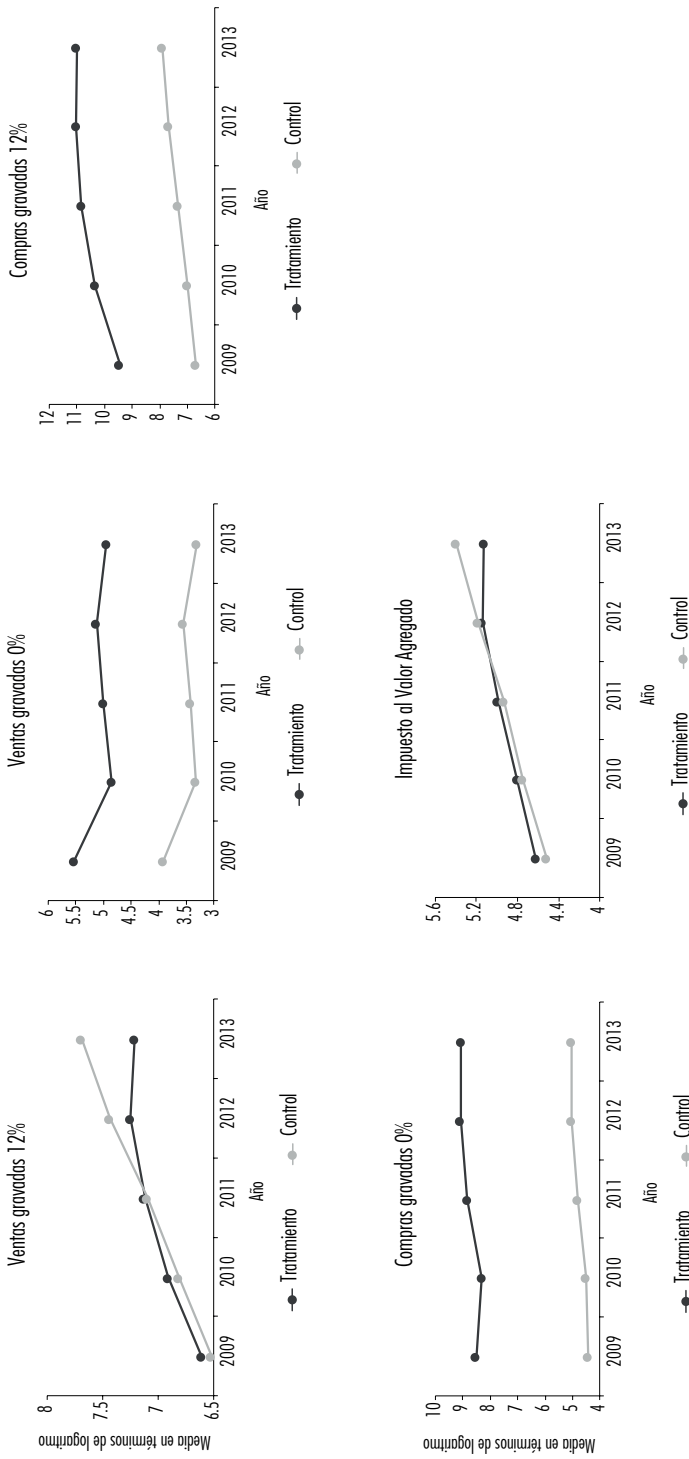 Ventas gravadas 12%
Media en términos de logaritmo
8
7.5
7
6.5
2009 2010 2011 2012 2013
Año
Tratamiento Control
Ventas gravadas 0%
6
5.5
5
4.5
4
3.5
3
2009 2010 2011 2012 2013
Año
Tratamiento Control
Compras gravadas 12%
12
11
10
9
8
7
6
2009 2010 2011 2012 2013
Año
Tratamiento Control
Compras gravadas 0%
Media en términos de logaritmo
10
9
8
7
6
5
4
2009 2010 2011 2012 2013
Año
Tratamiento Control
Impuesto al Valor Agregado
5.6
5.2
4.8
4.4
4
2009 2010 2011 2012 2013
Año
Tratamiento Control